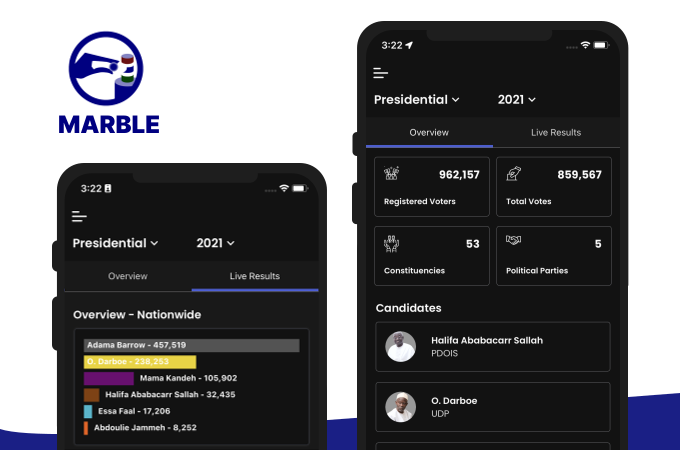 MARBLE
3:22
Presidential
2021
Overview
Live Results
Overview - Nationwide
Adama Barrow - 457,519
O. Darboe - 238,253
Mama Kandeh - 105,902
Halifa Ababacarr Sallah - 32,435
Essa Faal - 17,206
Abdoulie Jammeh - 8,252
3:22
Presidential
2021
Overview
Live Results
962,157
Registered Voters
859,567
Total Votes
53
Constituencies
5
Political Parties
Candidates
Halifa Ababacarr Sallah
PDOIS
O. Darboe
UDP